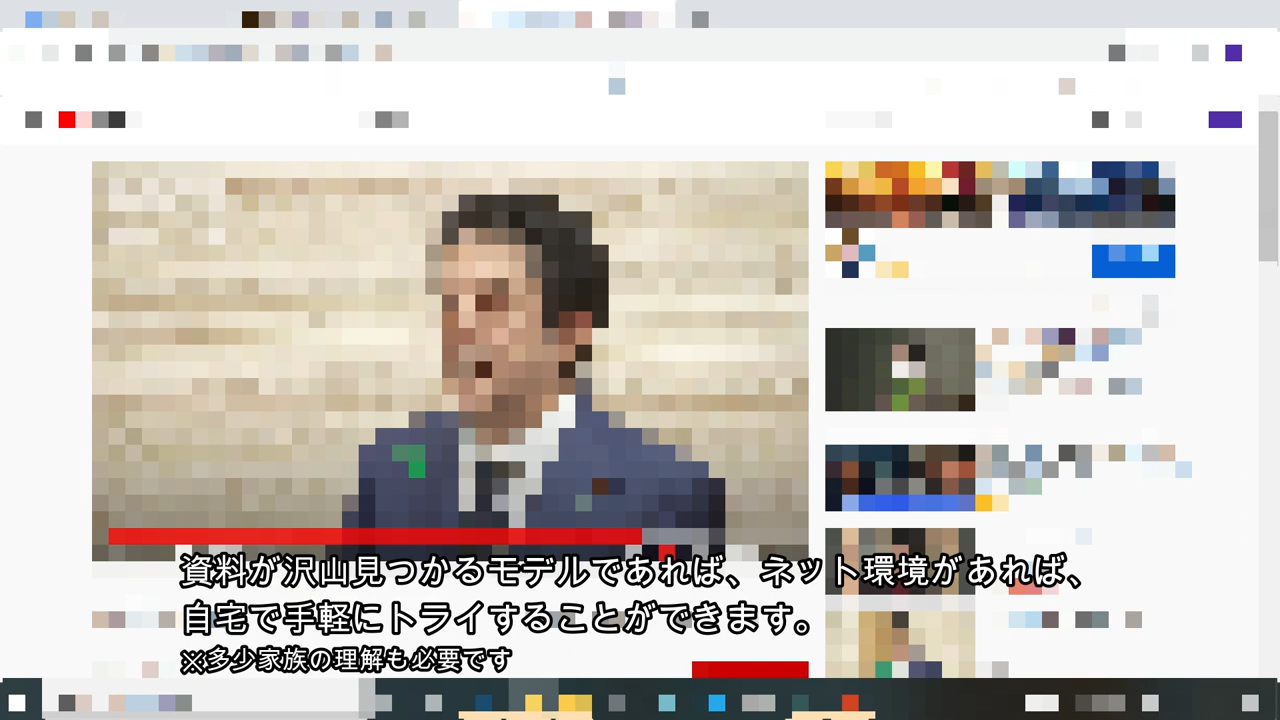 資料が沢山見つかるモデルであれば、ネット環境があれば、
自宅で手軽にトライすることができます。
※多少家族の理解も必要です